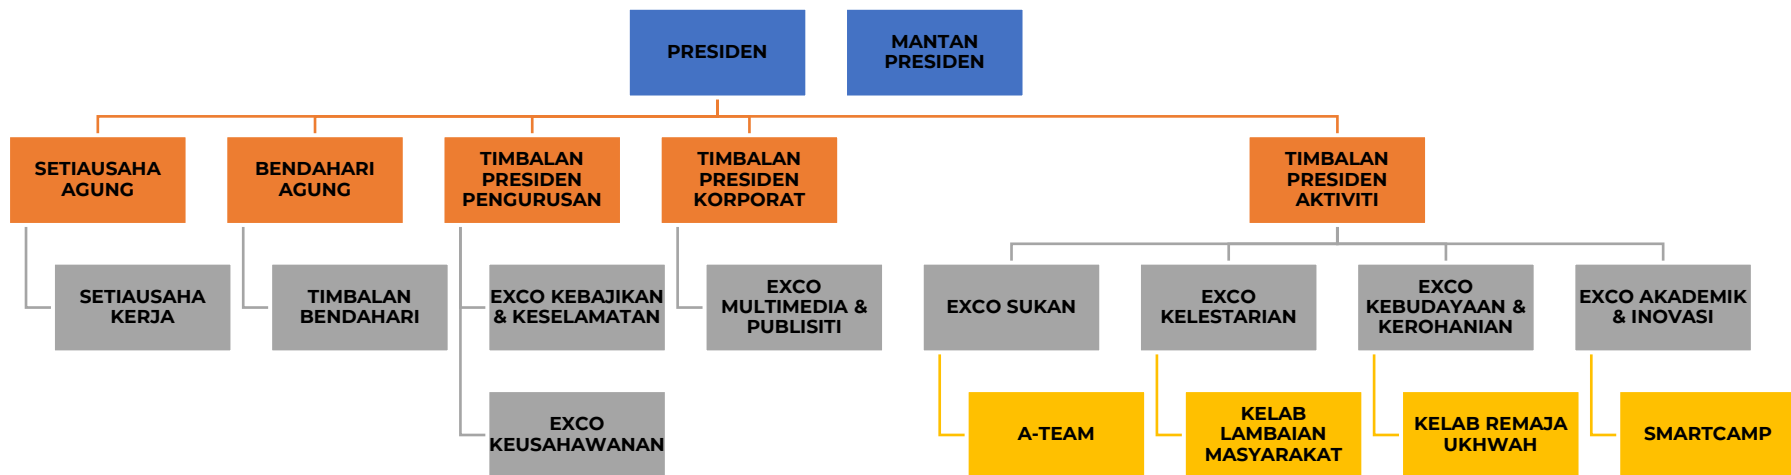 PRESIDEN
MANTAN
PRESIDEN
SETIAUSAHA
AGUNG
BENDAHARI
AGUNG
TIMBALAN
PRESIDEN
PENGURUSAN
TIMBALAN
PRESIDEN
KORPORAT
TIMBALAN
PRESIDEN
AKTIVITI
SETIAUSAHA
KERJA
TIMBALAN
BENDAHARI
EXCO KEBAJIKAN
& KESELAMATAN
EXCO
MULTIMEDIA &
PUBLISITI
EXCO SUKAN
EXCO
KELESTARIAN
EXCO
KEBUDAYAAN &
KEROHANIAN
EXCO AKADEMIK
& INOVASI
EXCO
KEUSAHAWANAN
A-TEAM
KELAB
LAMBAIAN
MASYARAKAT
KELAB REMAJA
UKHWAH
SMARTCAMP